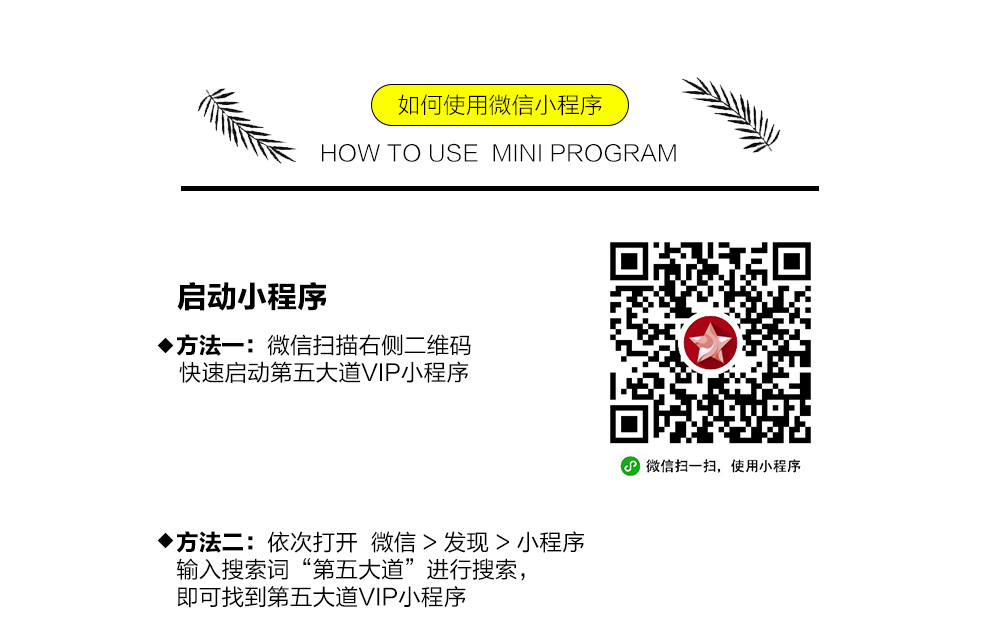 如何使用微信小程序
HOW TO USE MINI PROGRAM
启动小程序
◆方法一：微信扫描右侧二维码
快速启动第五大道VIP小程序
微信扫一扫，使用小程序
◆方法二：依次打开 微信 > 发现 > 小程序
输入搜索词“第五大道”进行搜索，
即可找到第五大道VIP小程序